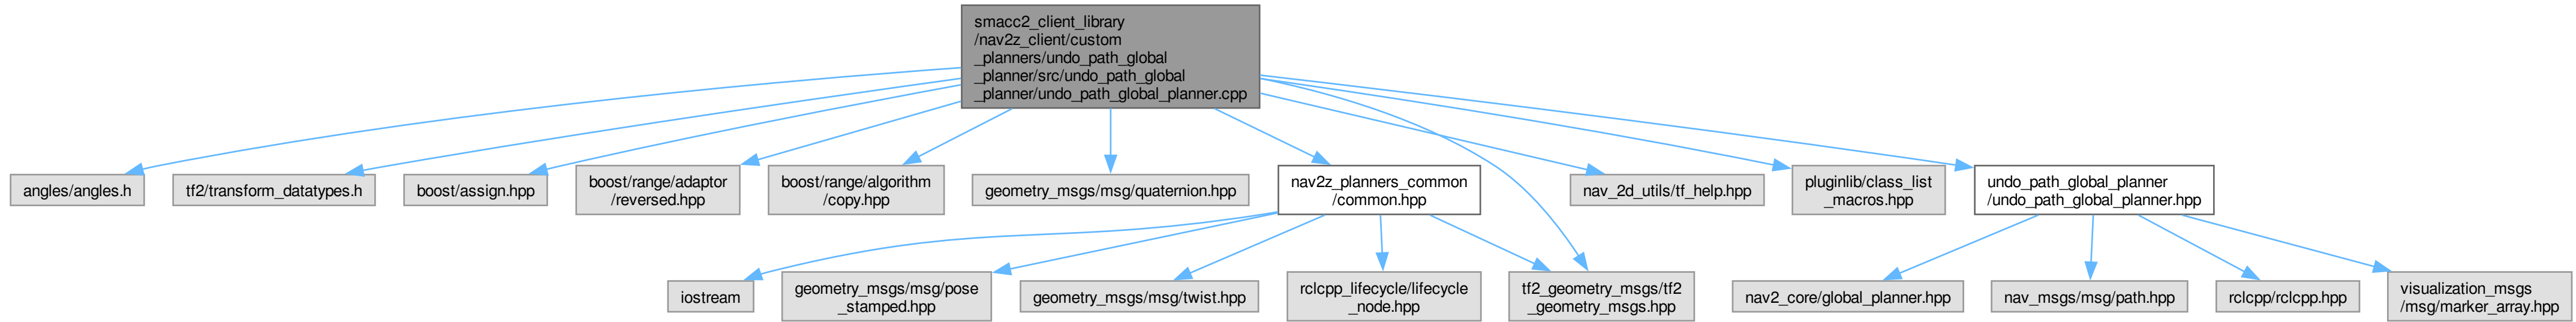 smacc2_client_library
/nav2z_client/custom
_planners/undo_path_global
_planner/src/undo_path_global
_planner/undo_path_global_planner.cpp
angles/angles.h
tf2/transform_datatypes.h
boost/assign.hpp
boost/range/adaptor
/reversed.hpp
boost/range/algorithm
/copy.hpp
geometry_msgs/msg/quaternion.hpp
nav2z_planners_common
/common.hpp
nav_2d_utils/tf_help.hpp
pluginlib/class_list
_macros.hpp
undo_path_global_planner
/undo_path_global_planner.hpp
iostream
geometry_msgs/msg/pose
_stamped.hpp
geometry_msgs/msg/twist.hpp
rclcpp_lifecycle/lifecycle
_node.hpp
tf2_geometry_msgs/tf2
_geometry_msgs.hpp
nav2_core/global_planner.hpp
nav_msgs/msg/path.hpp
rclcpp/rclcpp.hpp
visualization_msgs
/msg/marker_array.hpp